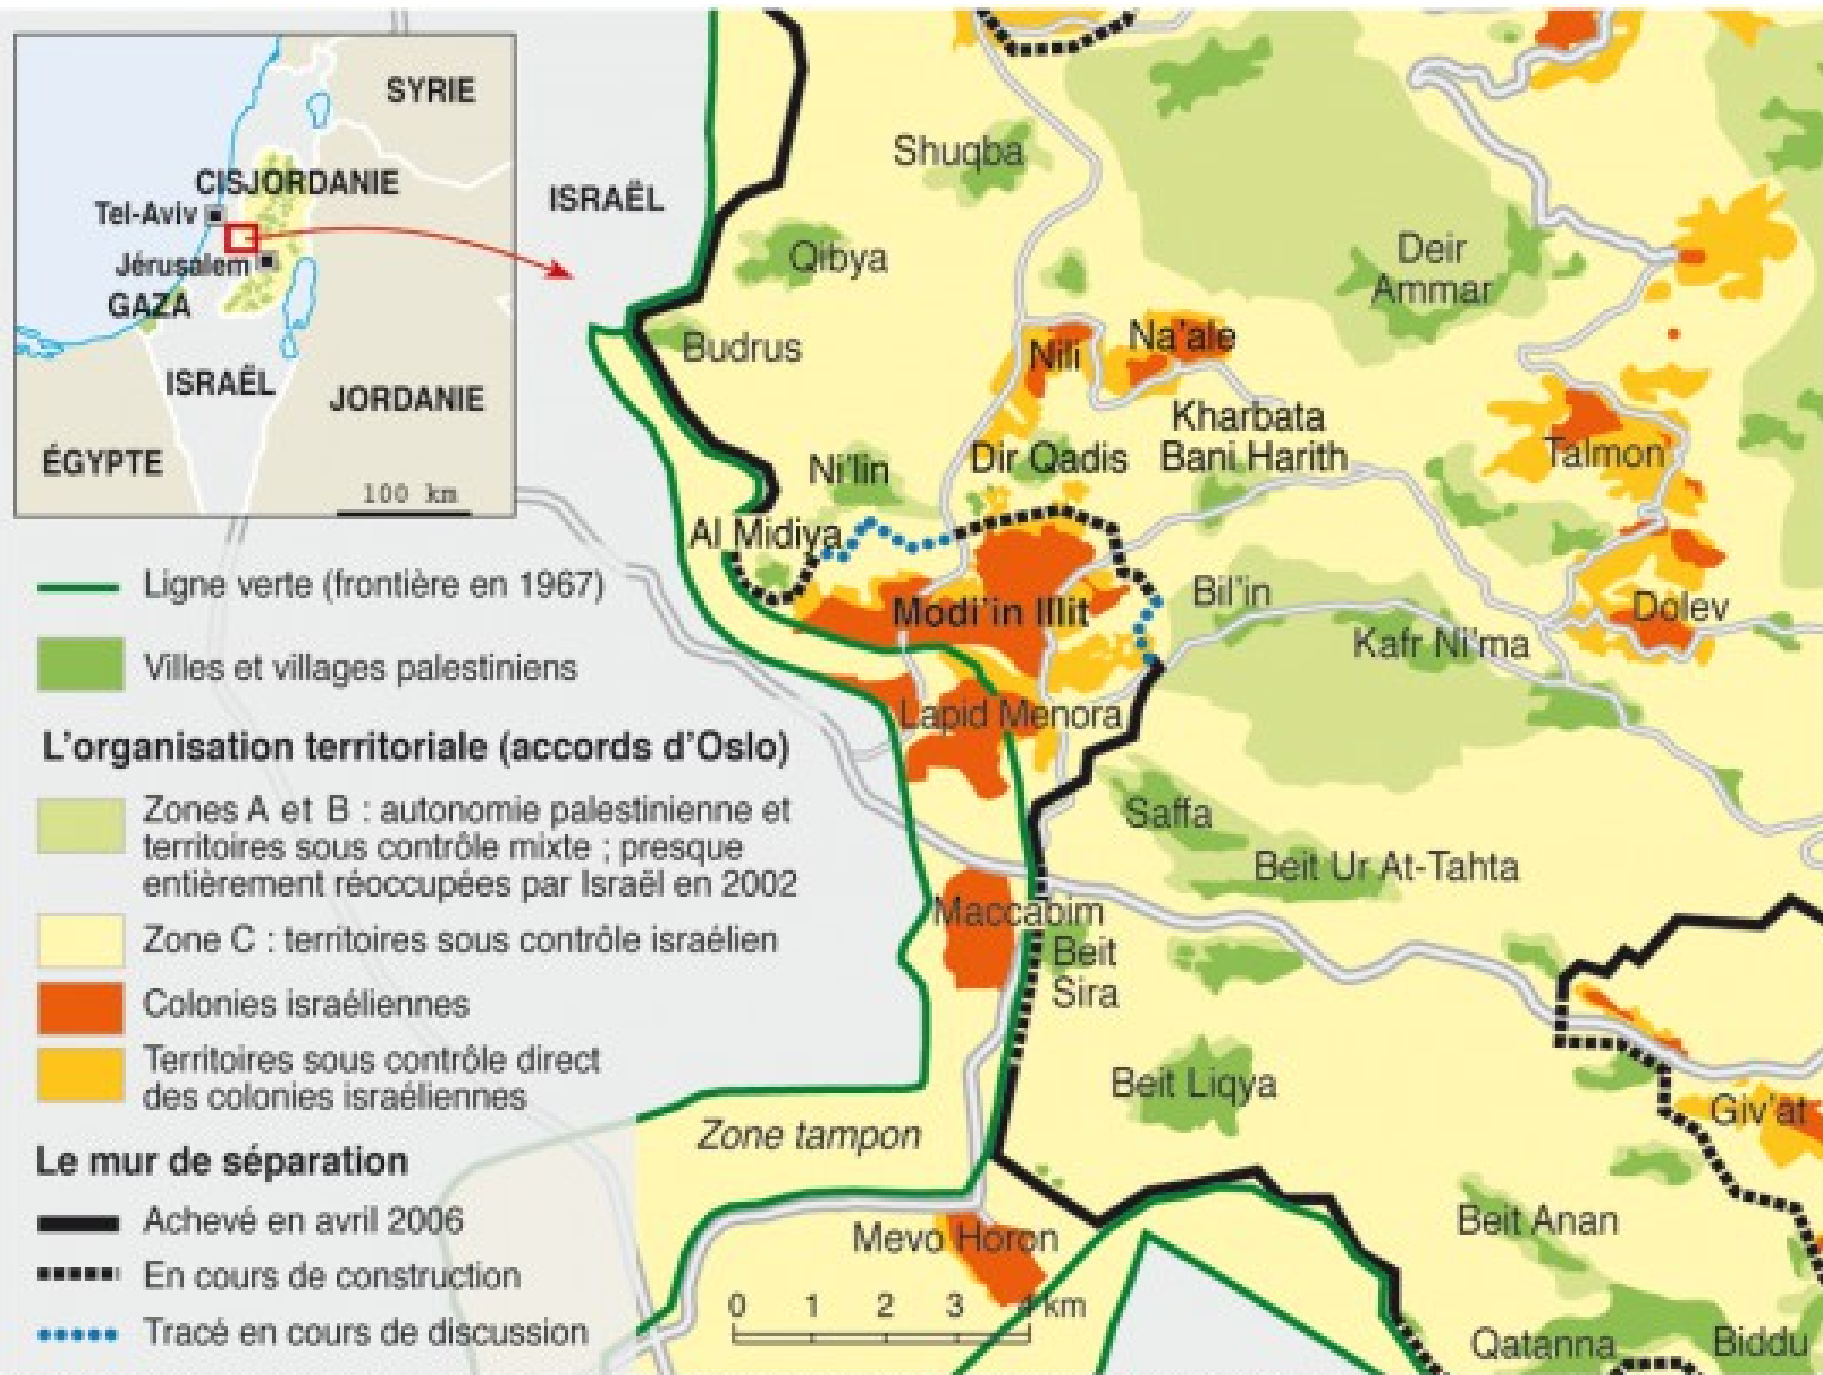 SYRIE
CISJORDANIE
Tel-Aviv
Jérusalem
GAZA
ISRAËL
JORDANIE
ÉGYPTE
100 km
ISRAËL
Shuqba
Qibya
Deir
Ammar
Budrus
Nili
Na'ale
Kharbata
Bani Harith
Dir Qadis
Ni'lin
Talmon
Al Midiya
Modi'in Illit
Bil'in
Dolev
Kafr Ni'ma
Lapid Menora
Saffa
Beit Ur At-Tahta
Maccabim
Beit
Sira
Beit Liqya
Giv'at
Zone tampon
Mevo Horon
Beit Anan
Qatanna
Biddu
0 1 2 3 4 km
Ligne verte (frontière en 1967)
Villes et villages palestiniens
L'organisation territoriale (accords d'Oslo)
Zones A et B : autonomie palestinienne et
territoires sous contrôle mixte ; presque
entièrement réoccupées par Israël en 2002
Zone C : territoires sous contrôle israélien
Colonies israéliennes
Territoires sous contrôle direct
des colonies israéliennes
Le mur de séparation
Achevé en avril 2006
En cours de construction
Tracé en cours de discussion